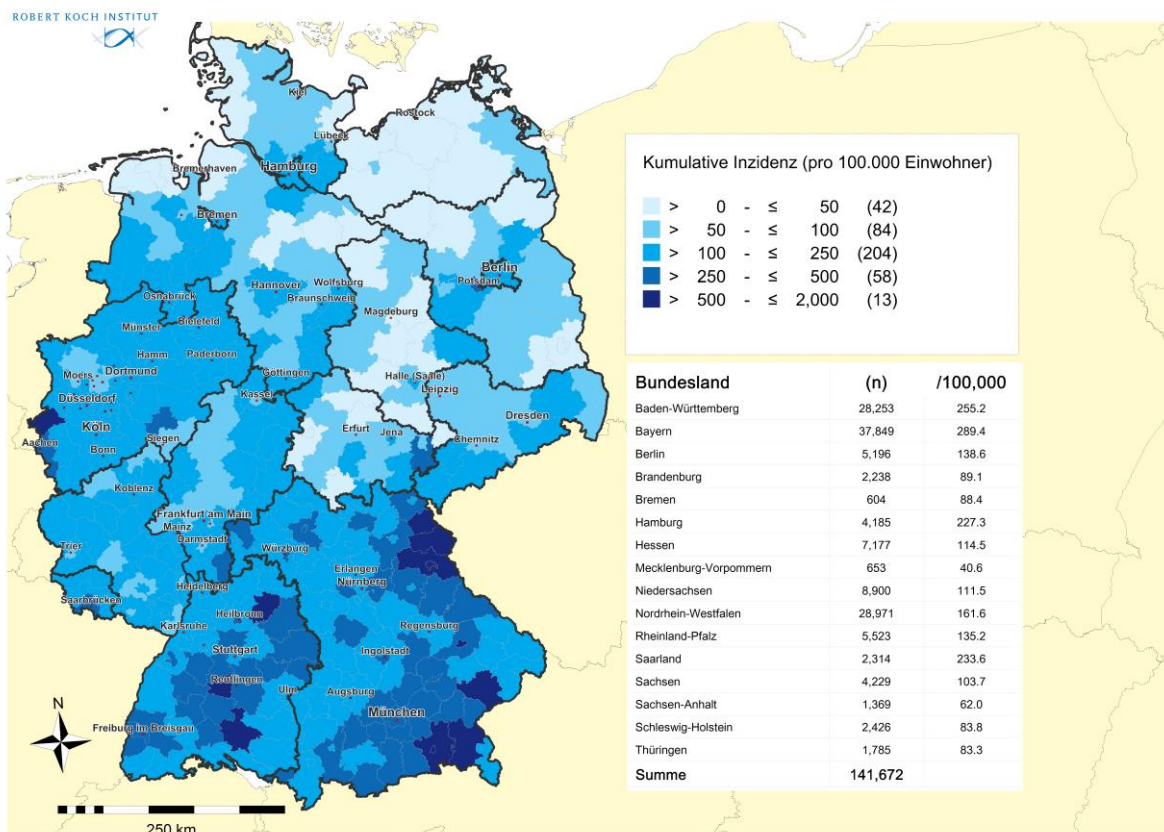 ROBERT KOCH INSTITUT
Kiel
Rostock
Lübeck
Hamburg
Bremerhaven
Bremen
Berlin
Potsdam
Hannover
Wolfsburg
Braunschweig
Osnabrück
Magdeburg
Münster
Bielefeld
Hamm
Paderborn
Göttingen
Moers
Dortmund
Halle (Saale)
Leipzig
Düsseldorf
Kassel
Dresden
Köln
Erfurt
Jena
Aachen
Siegen
Chemnitz
Bonn
Koblenz
Frankfurt am Main
Mainz
Trier
Darmstadt
Würzburg
Erlangen
Nürnberg
Heidelberg
Saarbrücken
Heilbronn
Karlsruhe
Regensburg
Stuttgart
Ingolstadt
Reutlingen
Ulm
Augsburg
München
Freiburg im Breisgau
N
250 km
Kumulative Inzidenz (pro 100.000 Einwohner)
> 0 - ≤ 50 (42)
> 50 - ≤ 100 (84)
> 100 - ≤ 250 (204)
> 250 - ≤ 500 (58)
> 500 - ≤ 2,000 (13)
Bundesland (n) /100,000
Baden-Württemberg 28,253 255.2
Bayern 37,849 289.4
Berlin 5,196 138.6
Brandenburg 2,238 89.1
Bremen 604 88.4
Hamburg 4,185 227.3
Hessen 7,177 114.5
Mecklenburg-Vorpommern 653 40.6
Niedersachsen 8,900 111.5
Nordrhein-Westfalen 28,971 161.6
Rheinland-Pfalz 5,523 135.2
Saarland 2,314 233.6
Sachsen 4,229 103.7
Sachsen-Anhalt 1,369 62.0
Schleswig-Holstein 2,426 83.8
Thüringen 1,785 83.3
Summe 141,672